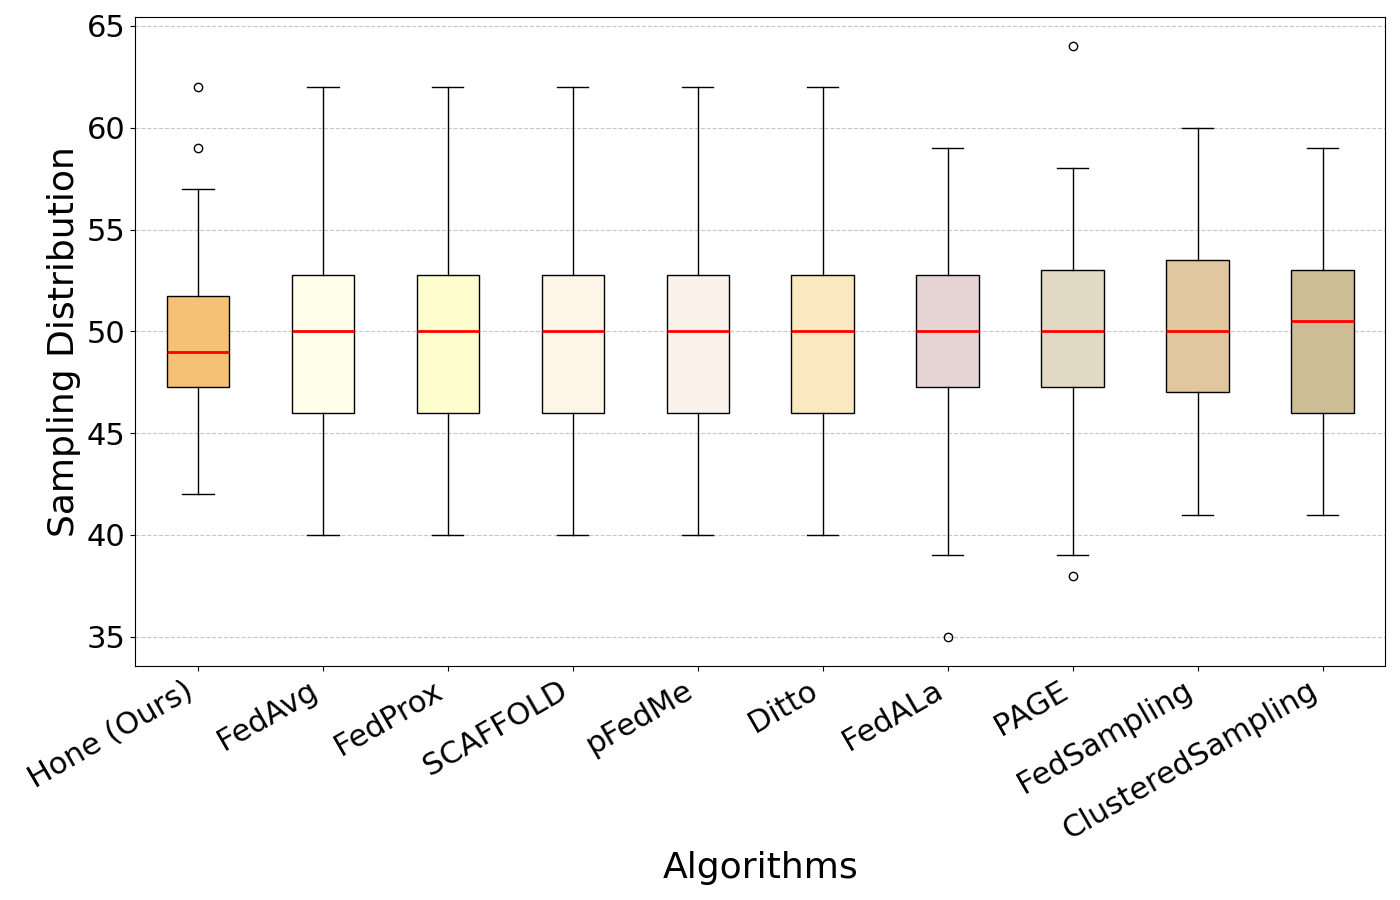 Sampling Distribution
65
60
55
50
45
40
35
Hone (Ours)
FedAvg
FedProx
SCAFFOLD
pFedMe
Ditto
FedALa
PAGE
FedSampling
ClusteredSampling
Algorithms